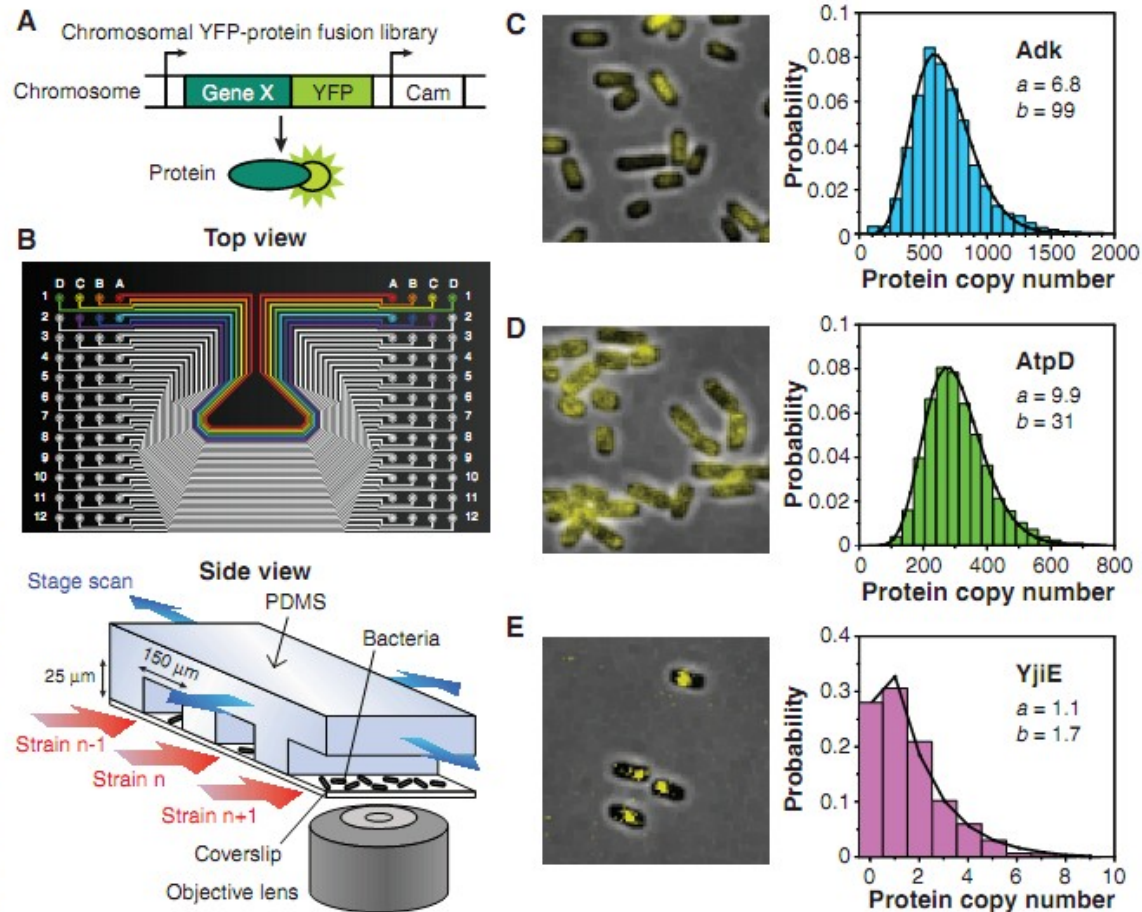 A
Chromosomal YFP-protein fusion library
Chromosome
Gene X
YFP
Cam
Protein
B
Top view
D C B A
A B C D
1 1
2 2
3 3
4 4
5 5
6 6
7 7
8 8
9 9
10 10
11 11
12 12
Side view
Stage scan
PDMS
Bacteria
150 μm
25 μm
Strain n-1
Strain n
Strain n+1
Coverslip
Objective lens
C
Probability
0.1
0.08
0.06
0.04
0.02
0
Adk
a = 6.8
b = 99
0 500 1000 1500 2000
Protein copy number
D
Probability
0.1
0.08
0.06
0.04
0.02
0
AtpD
a = 9.9
b = 31
0 200 400 600 800
Protein copy number
E
Probability
0.4
0.3
0.2
0.1
0
YjiE
a = 1.1
b = 1.7
0 2 4 6 8 10
Protein copy number